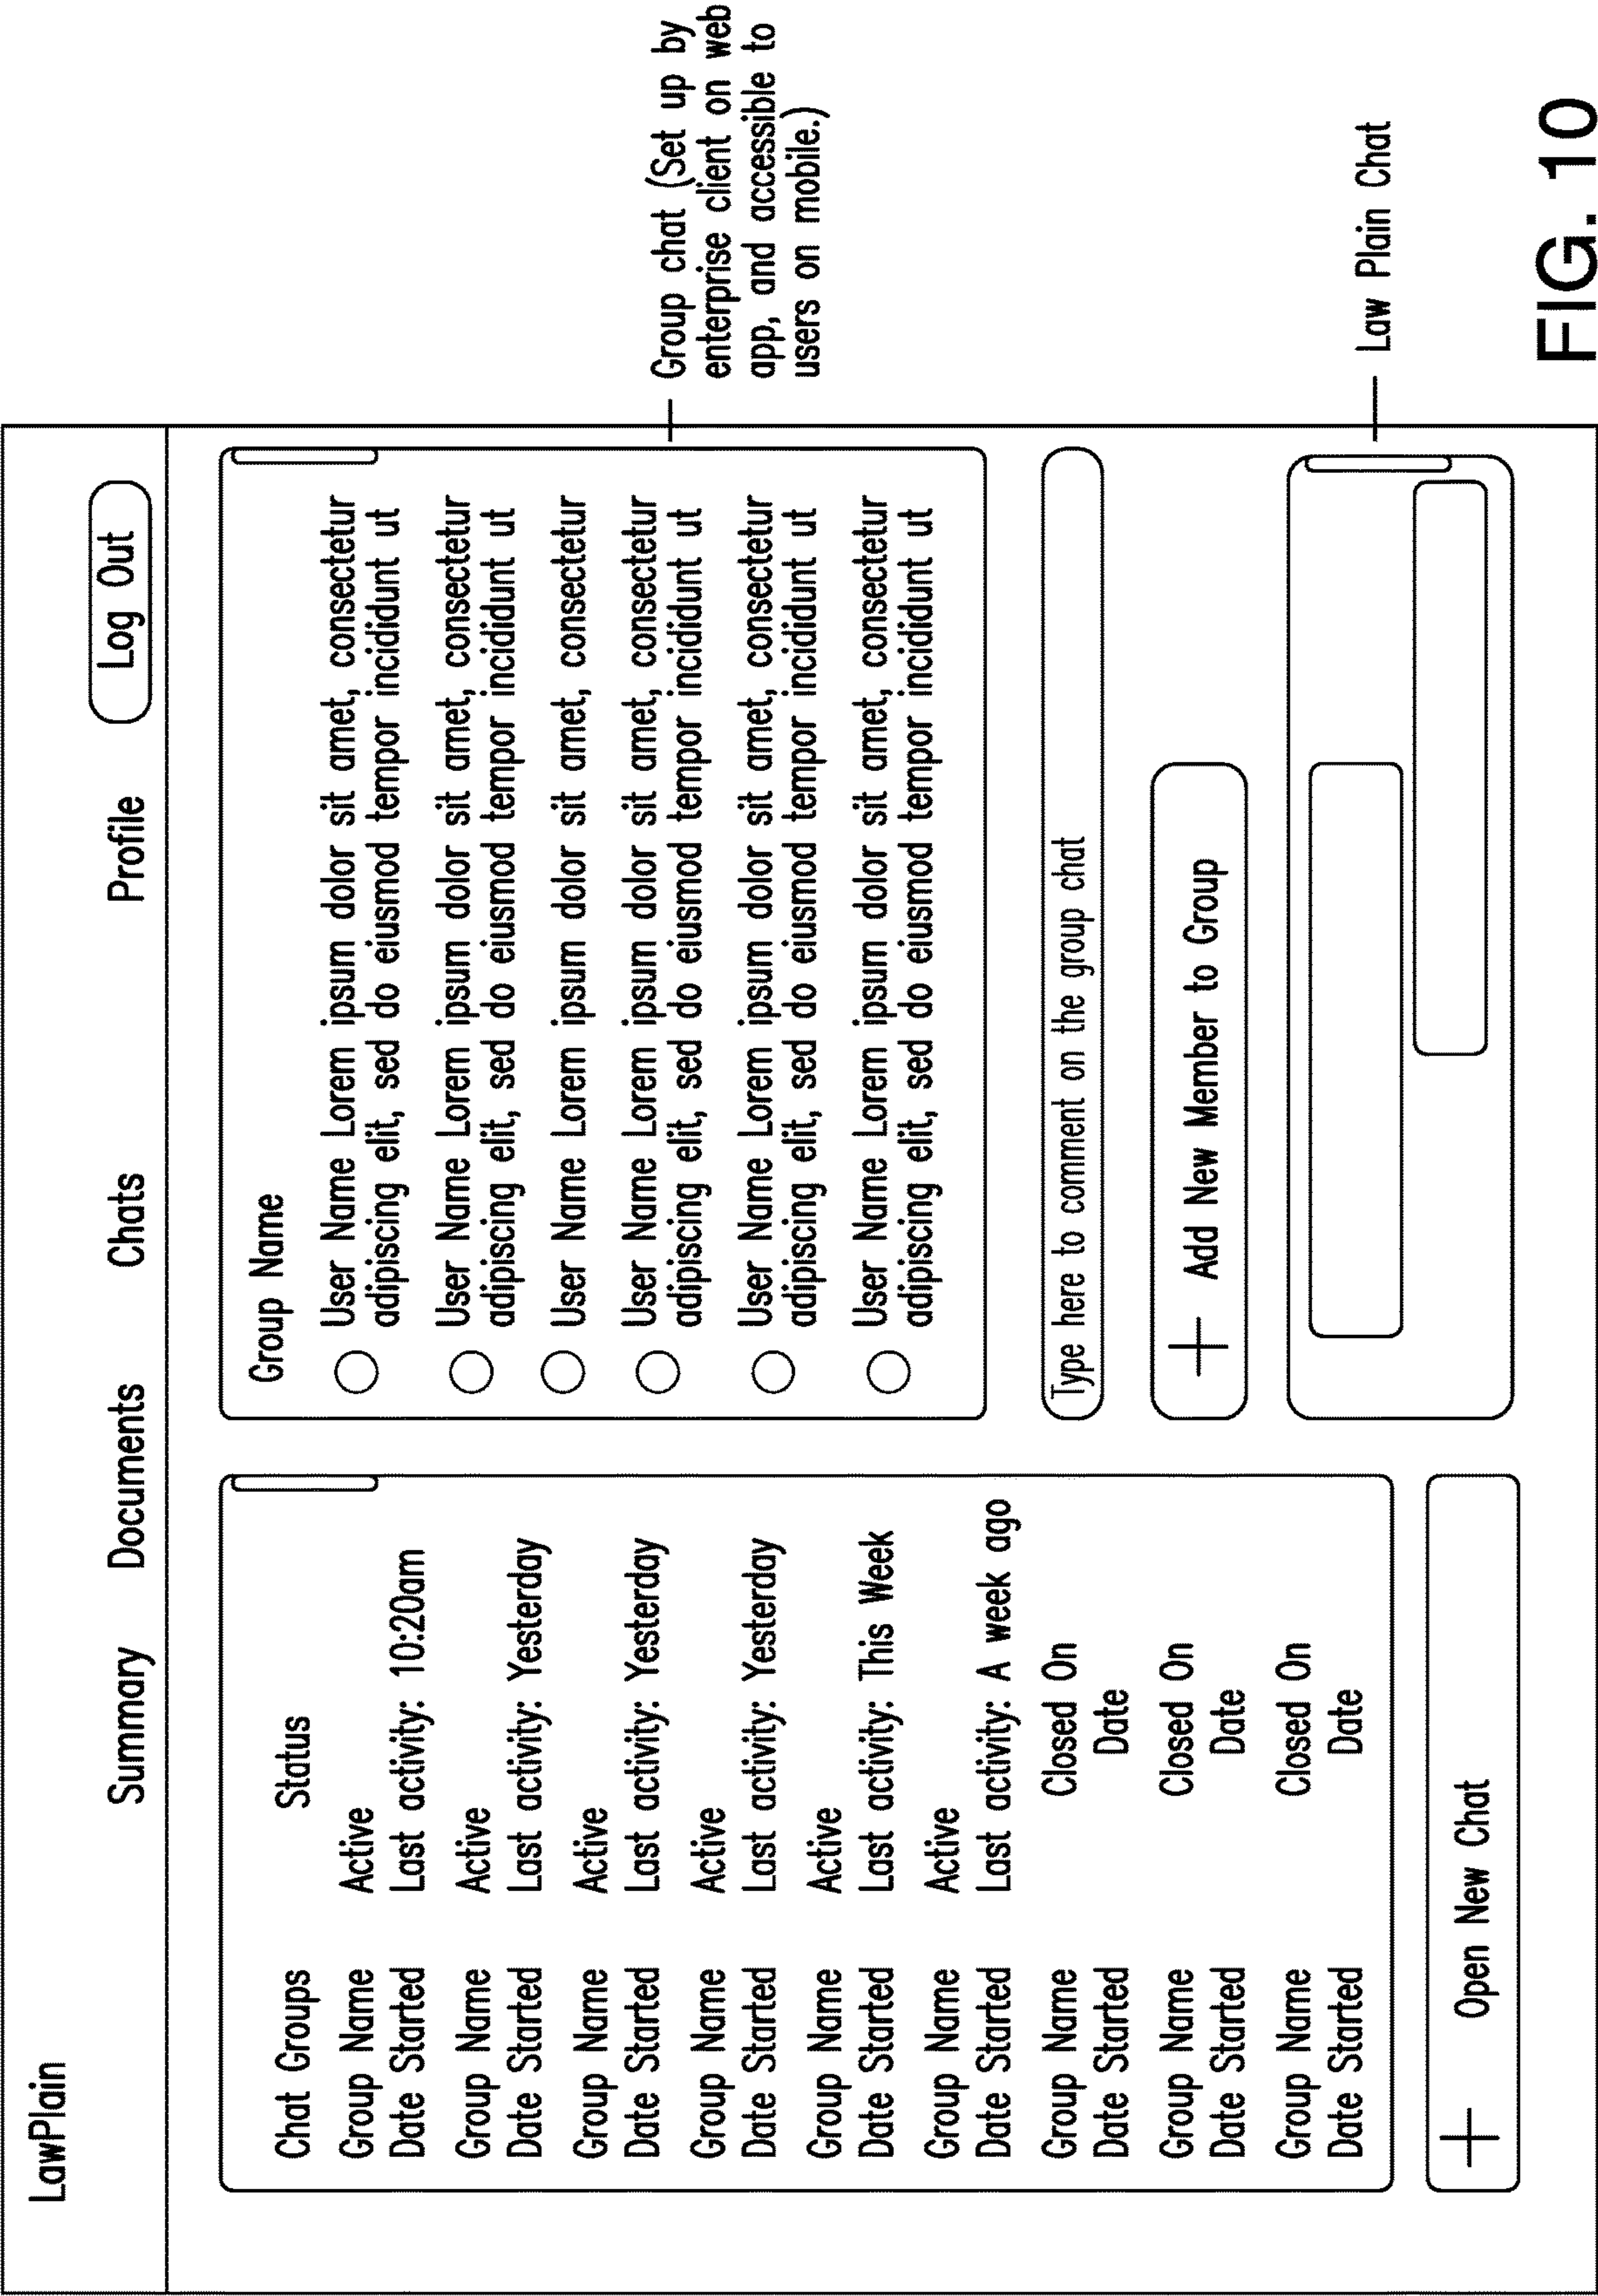 LawPlain
Summary
Documents
Chats
Profile
Log Out
Chat Groups
Status
Group Name
Active
Date Started
Last activity: 10:20am
Group Name
Active
Date Started
Last activity: Yesterday
Group Name
Active
Date Started
Last activity: Yesterday
Group Name
Active
Date Started
Last activity: Yesterday
Group Name
Active
Date Started
Last activity: This Week
Group Name
Active
Date Started
Last activity: A week ago
Group Name
Closed On
Date Started
Date
Group Name
Closed On
Date Started
Date
Group Name
Closed On
Date Started
Date
+ Open New Chat
Group Name
User Name Lorem ipsum dolor sit amet, consectetur
adipiscing elit, sed do eiusmod tempor incididunt ut
User Name Lorem ipsum dolor sit amet, consectetur
adipiscing elit, sed do eiusmod tempor incididunt ut
User Name Lorem ipsum dolor sit amet, consectetur
User Name Lorem ipsum dolor sit amet, consectetur
adipiscing elit, sed do eiusmod tempor incididunt ut
User Name Lorem ipsum dolor sit amet, consectetur
adipiscing elit, sed do eiusmod tempor incididunt ut
User Name Lorem ipsum dolor sit amet, consectetur
adipiscing elit, sed do eiusmod tempor incididunt ut
Type here to comment on the group chat
+ Add New Member to Group
Group chat (Set up by
enterprise client on web
app, and accessible to
users on mobile.)
Law Plain Chat
FIG. 10